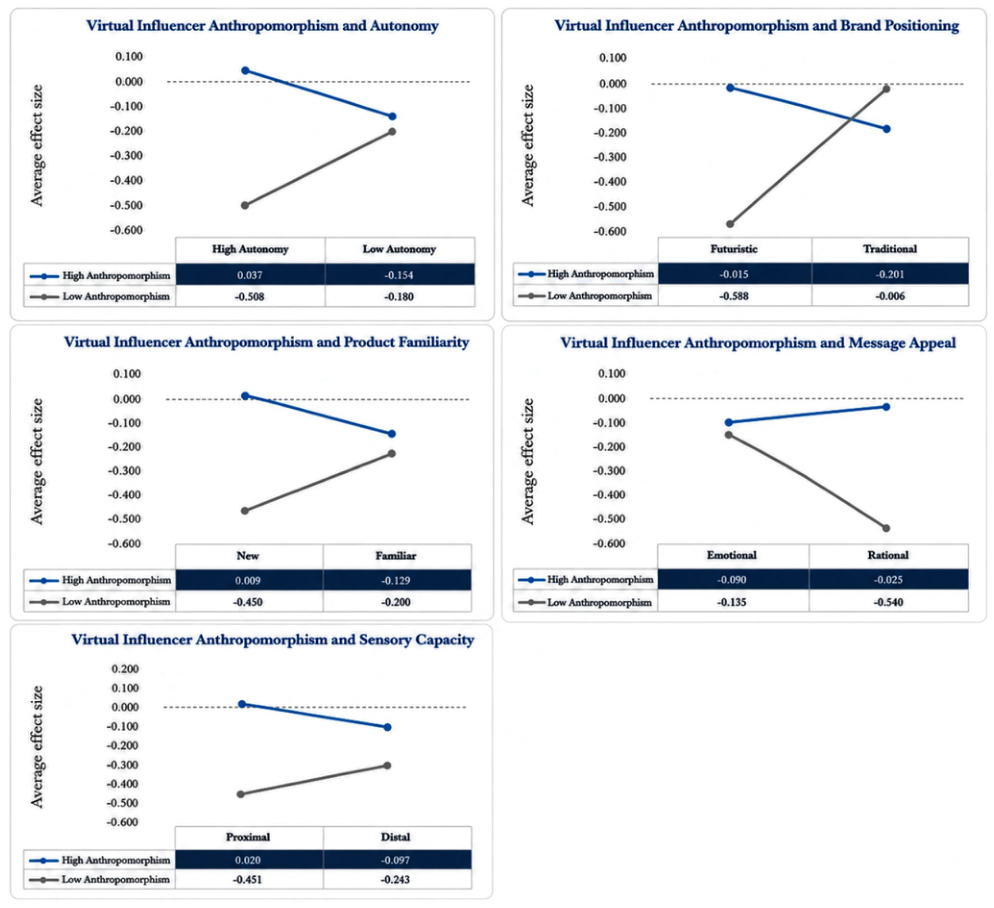 Virtual Influencer Anthropomorphism and Autonomy
Average effect size
0.100
0.000
-0.100
-0.200
-0.300
-0.400
-0.500
-0.600
High Autonomy Low Autonomy
High Anthropomorphism 0.037 -0.154
Low Anthropomorphism -0.508 -0.180
Virtual Influencer Anthropomorphism and Brand Positioning
Average effect size
0.100
0.000
-0.100
-0.200
-0.300
-0.400
-0.500
-0.600
Futuristic Traditional
High Anthropomorphism -0.015 -0.201
Low Anthropomorphism -0.588 -0.006
Virtual Influencer Anthropomorphism and Product Familiarity
Average effect size
0.100
0.000
-0.100
-0.200
-0.300
-0.400
-0.500
-0.600
New Familiar
High Anthropomorphism 0.009 -0.129
Low Anthropomorphism -0.450 -0.200
Virtual Influencer Anthropomorphism and Message Appeal
Average effect size
0.100
0.000
-0.100
-0.200
-0.300
-0.400
-0.500
-0.600
Emotional Rational
High Anthropomorphism -0.090 -0.025
Low Anthropomorphism -0.135 -0.540
Virtual Influencer Anthropomorphism and Sensory Capacity
Average effect size
0.200
0.100
0.000
-0.100
-0.200
-0.300
-0.400
-0.500
-0.600
Proximal Distal
High Anthropomorphism 0.020 -0.097
Low Anthropomorphism -0.451 -0.243